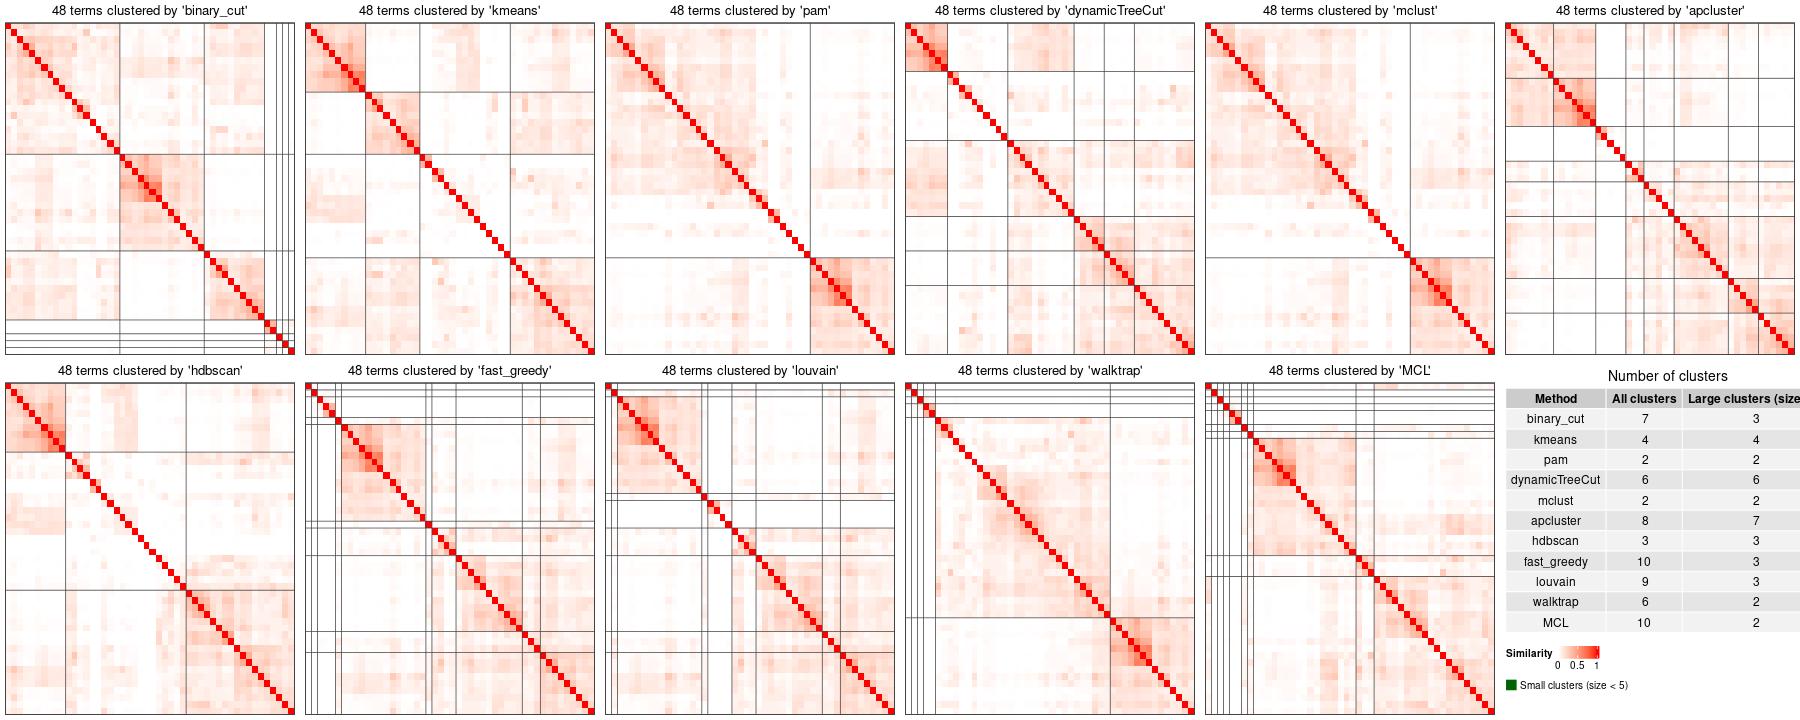 48 terms clustered by 'binary_cut'
48 terms clustered by 'kmeans'
48 terms clustered by 'pam'
48 terms clustered by 'dynamicTreeCut'
48 terms clustered by 'mclust'
48 terms clustered by 'apcluster'
48 terms clustered by 'hdbscan'
48 terms clustered by 'fast_greedy'
48 terms clustered by 'louvain'
48 terms clustered by 'walktrap'
48 terms clustered by 'MCL'
Number of clusters
Method All clusters Large clusters (size
binary_cut 7 3
kmeans 4 4
pam 2 2
dynamicTreeCut 6 6
mclust 2 2
apcluster 8 7
hdbscan 3 3
fast_greedy 10 3
louvain 9 3
walktrap 6 2
MCL 10 2
Similarity
0 0.5 1
Small clusters (size < 5)